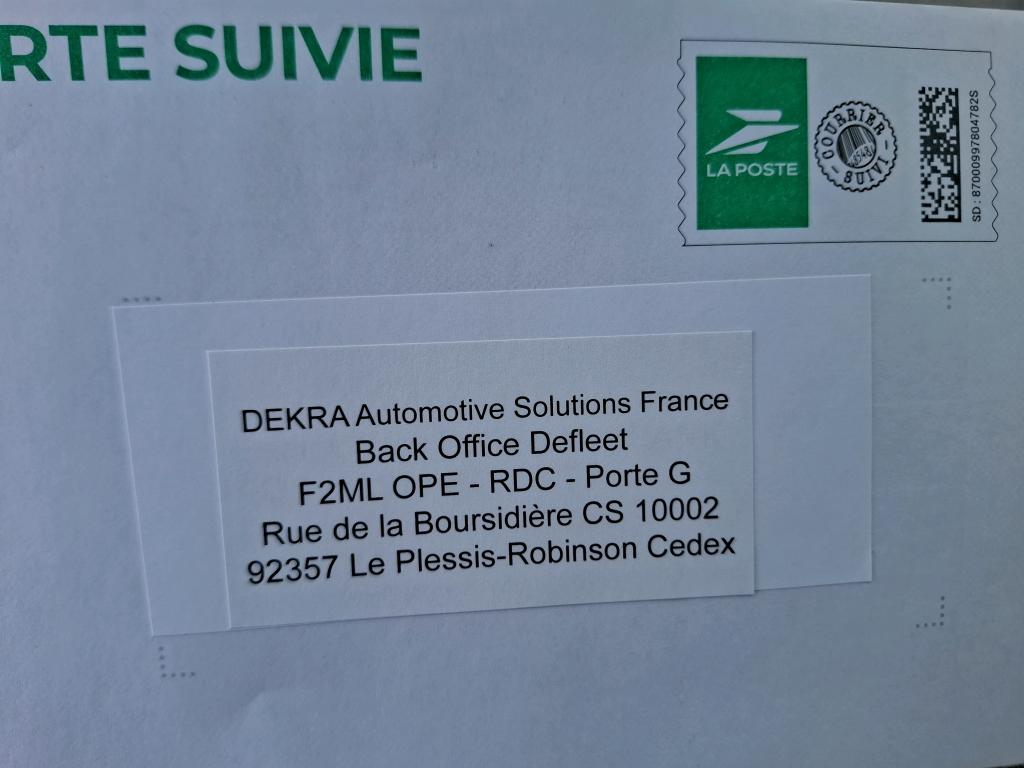 RTE SUIVIE
LA POSTE
COURRIER
SUIVI
SD : 87000997804782S
DEKRA Automotive Solutions France
Back Office Defleet
F2ML OPE - RDC - Porte G
Rue de la Boursidière CS 10002
92357 Le Plessis-Robinson Cedex